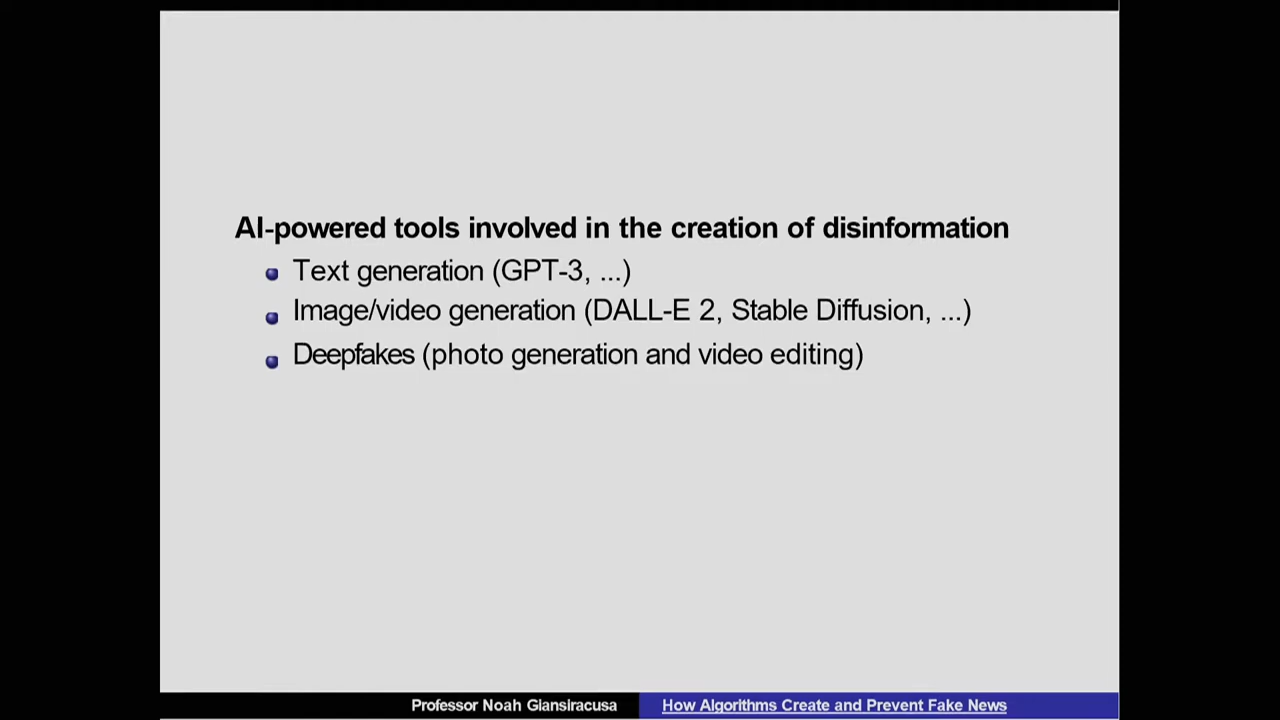 AI-powered tools involved in the creation of disinformation
Text generation (GPT-3, ...)
Image/video generation (DALL-E 2, Stable Diffusion, ...)
Deepfakes (photo generation and video editing)
Professor Noah Giansiracusa
How Algorithms Create and Prevent Fake News